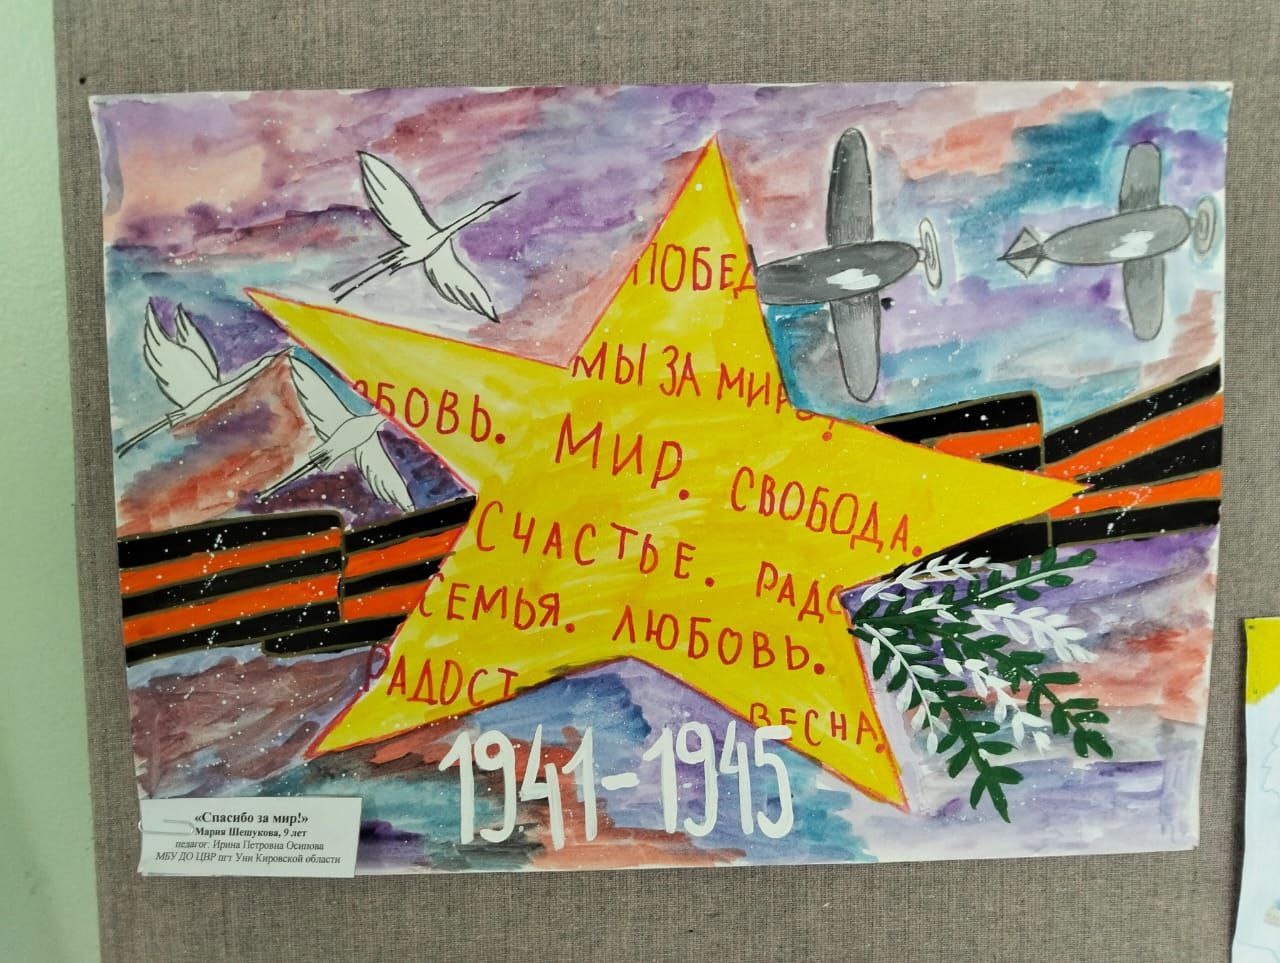 ПОБЕД
МЫ ЗА МИР!
ЮБОВЬ. МИР. СВОБОДА.
СЧАСТЬЕ. РАДС
СЕМЬЯ. ЛЮБОВЬ.
РАДОСТ ВЕСНА.
1941-1945
«Спасибо за мир!»
Мария Шешукова, 9 лет
педагог: Ирина Петровна Осипова
МБУ ДО ЦВР пгт Уни Кировской области